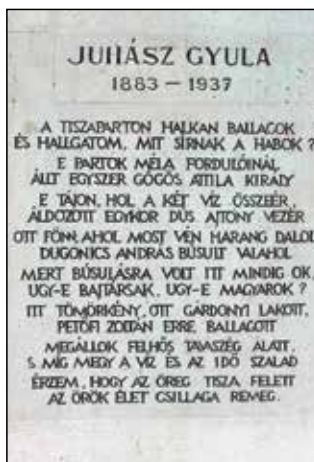 JUHÁSZ GYULA
1883 – 1937
A TISZAPARTON HALKAN BALLAGOK
ÉS HALLGATOM, MIT SÍRNAK A HABOK ?
E PARTOK MÉLA FORDULÓINÁL
ÁLLT EGYSZER GŐGÖS ATTILA KIRÁLY
E TÁJON, HOL A KÉT VÍZ ÖSSZEÉR,
ÁLDOZOTT EGYKOR DÚS AJTONY VEZÉR
OTT FÖNN, AHOL MOST VÉN HARANG DALOL
DUGONICS ANDRÁS BÚSULT VALAHOL
MERT BÚSULÁSRA VOLT ITT MINDIG OK,
UGY-E BAJTÁRSAK, UGY-E MAGYAROK ?
ITT TÖMÖRKÉNY, OTT GÁRDONYI LAKOTT,
PETŐFI ZOLTÁN ERRE BALLAGOTT
MEGÁLLOK FELHŐS TAVASZÉG ALATT,
S MÍG MEGY A VÍZ ÉS AZ IDŐ SZALAD
ÉRZEM, HOGY AZ ÖREG TISZA FELETT
AZ ÖRÖK ÉLET CSILLAGA REMEG.